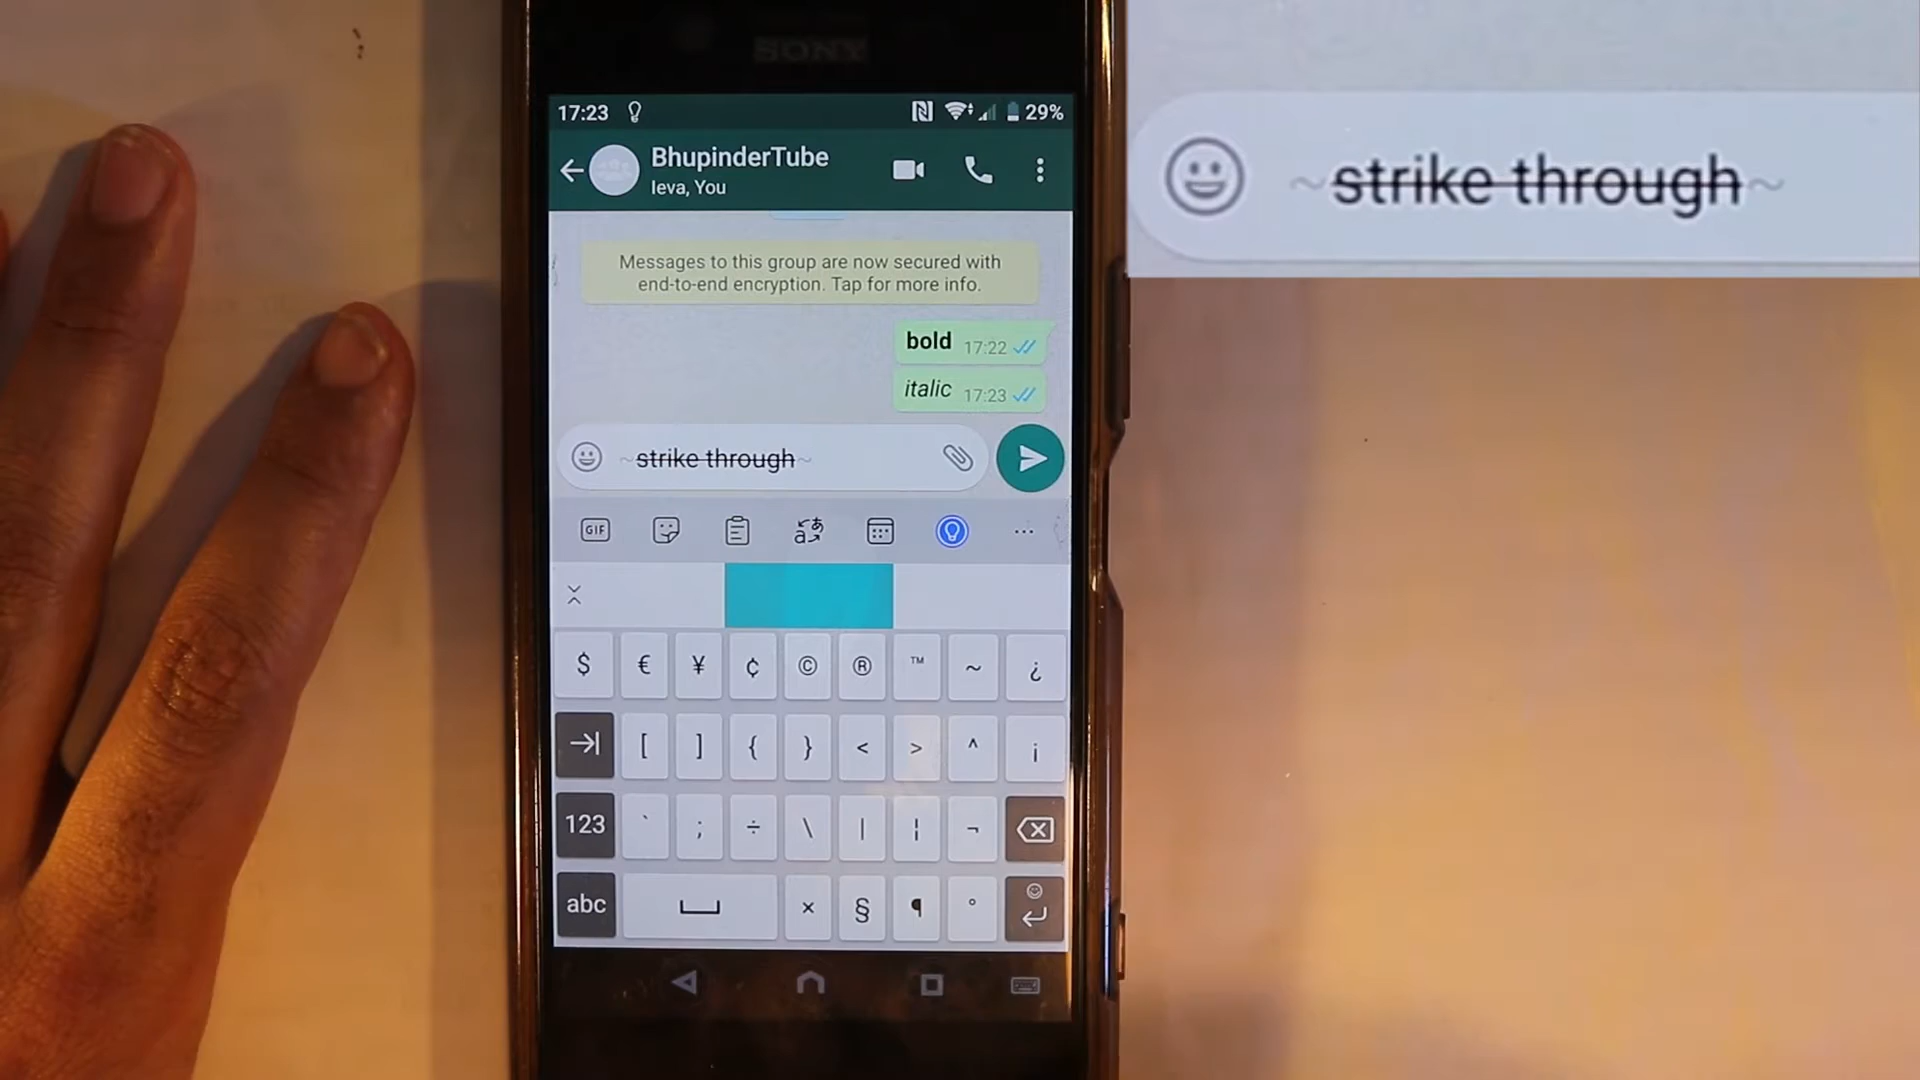 SONY
17:23 29%
BhupinderTube
Ieva, You
Messages to this group are now secured with
end-to-end encryption. Tap for more info.
bold 17:22
italic 17:23
~strike through~
GIF
$ € ¥ ¢ © ® ™ ~ ¿
[ ] { } < > ^ ¡
123 ` ; ÷ \ | ¦ ¬
abc × § ¶ °
~strike through~